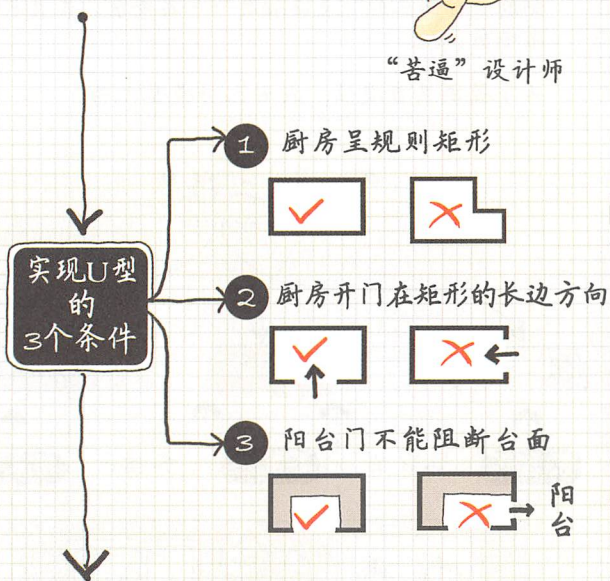 “苦逼”设计师
实现U型
的
3个条件
1 厨房呈规则矩形
2 厨房开门在矩形的长边方向
3 阳台门不能阻断台面
阳
台